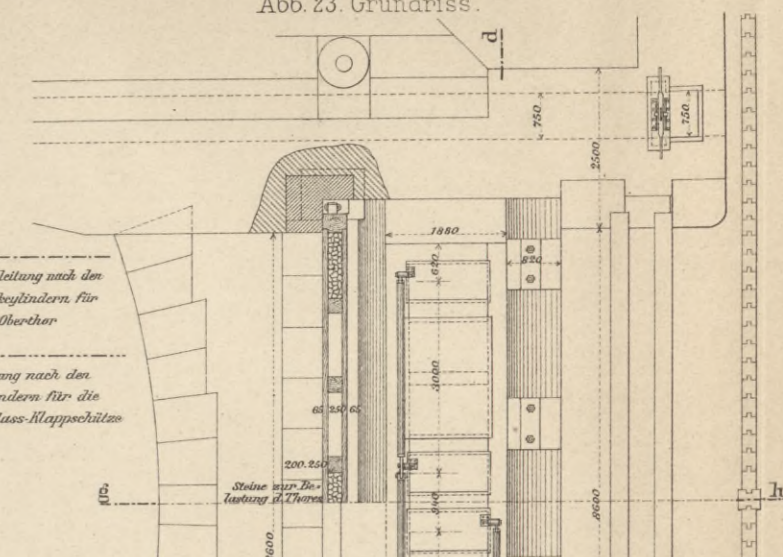 Abb. 23. Grundriss.
d
750
750
2500
1880
620
820
leitung nach den
cylindern für
Oberthor
3000
ang nach den
ndern für die
lass-Klappschütze
65 250 65
200.250
Steine zur Be-
lastung d. Thores
8600
h
600